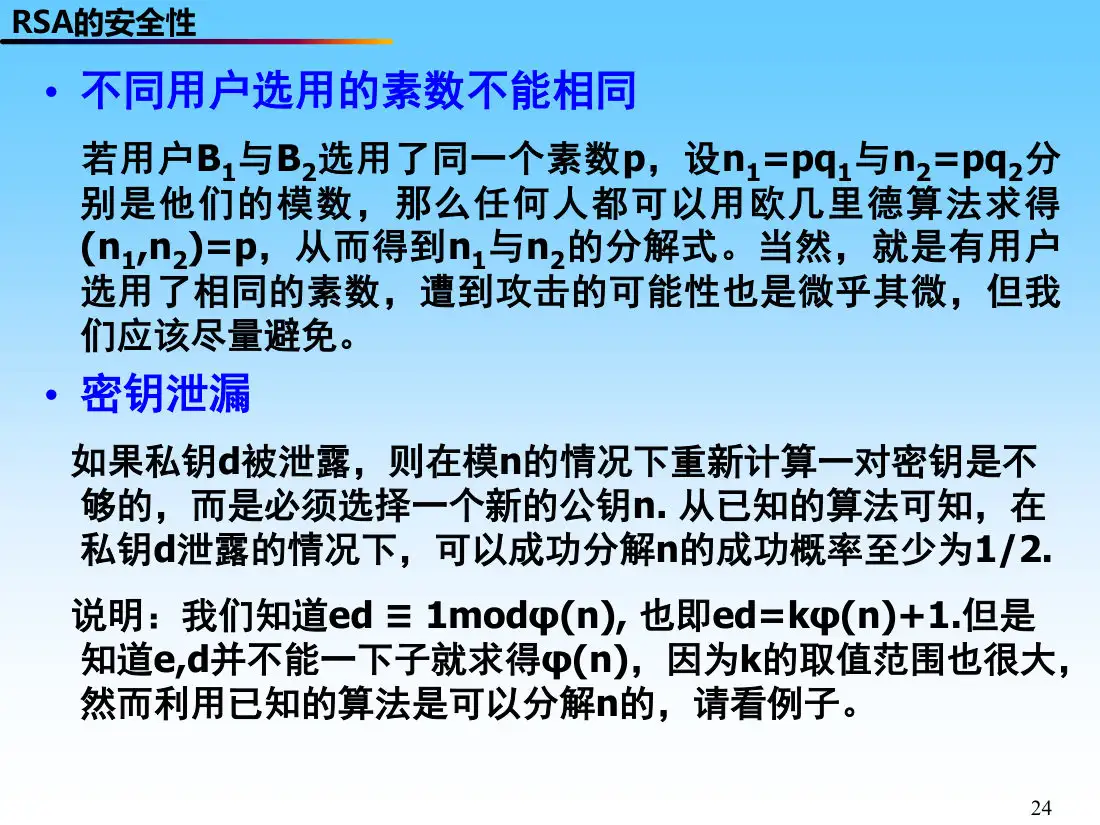 RSA的安全性
• 不同用户选用的素数不能相同
若用户B₁与B₂选用了同一个素数p，设n₁=pq₁与n₂=pq₂分
别是他们的模数，那么任何人都可以用欧几里德算法求得
(n₁,n₂)=p，从而得到n₁与n₂的分解式。当然，就是有用户
选用了相同的素数，遭到攻击的可能性也是微乎其微，但我
们应该尽量避免。
• 密钥泄漏
如果私钥d被泄露，则在模n的情况下重新计算一对密钥是不
够的，而是必须选择一个新的公钥n. 从已知的算法可知，在
私钥d泄露的情况下，可以成功分解n的成功概率至少为1/2.
说明：我们知道ed ≡ 1modφ(n), 也即ed=kφ(n)+1.但是
知道e,d并不能一下子就求得φ(n)，因为k的取值范围也很大，
然而利用已知的算法是可以分解n的，请看例子。
24